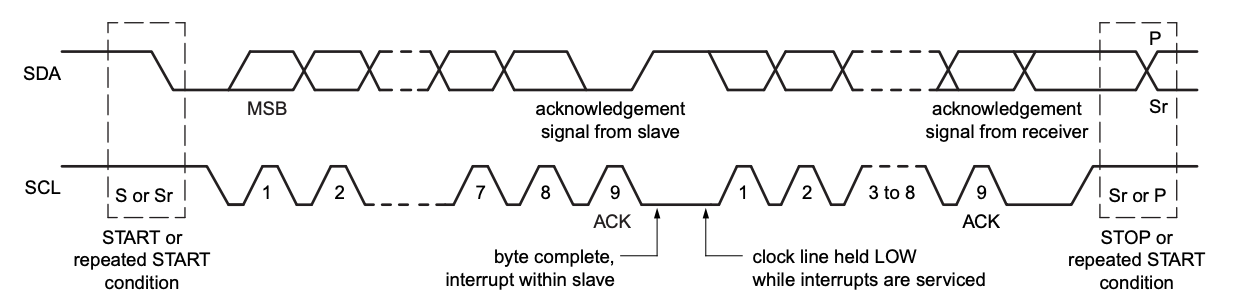 P
SDA
MSB
acknowledgement
signal from slave
acknowledgement
signal from receiver
Sr
SCL
S or Sr
1
2
7
8
9
1
2
3 to 8
9
Sr or P
ACK
ACK
START or
repeated START
condition
byte complete,
interrupt within slave
clock line held LOW
while interrupts are serviced
STOP or
repeated START
condition